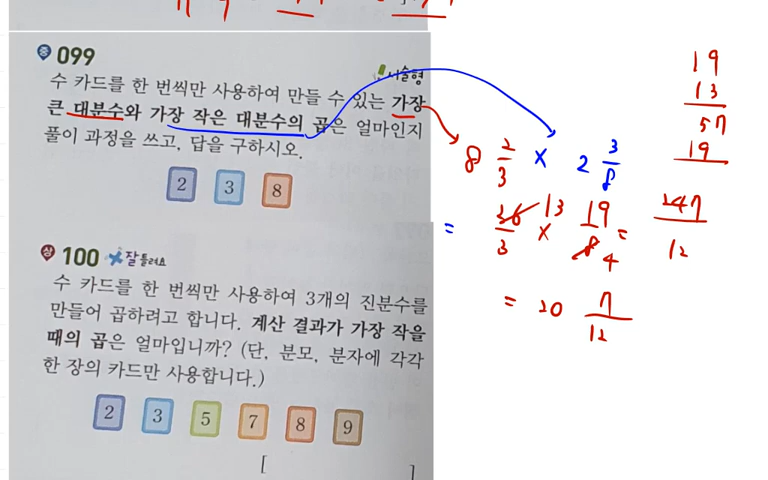 중 099
서술형
수 카드를 한 번씩만 사용하여 만들 수 있는 가장
큰 대분수와 가장 작은 대분수의 곱은 얼마인지
풀이 과정을 쓰고, 답을 구하시오.
2 3 8
8 2/3 × 2 3/8
= 26/3 13 × 19/8 4 = 247/12
= 20 7/12
19
13
57
19
상 100 잘 틀려요
수 카드를 한 번씩만 사용하여 3개의 진분수를
만들어 곱하려고 합니다. 계산 결과가 가장 작을
때의 곱은 얼마입니까? (단, 분모, 분자에 각각
한 장의 카드만 사용합니다.)
2 3 5 7 8 9
[ ]